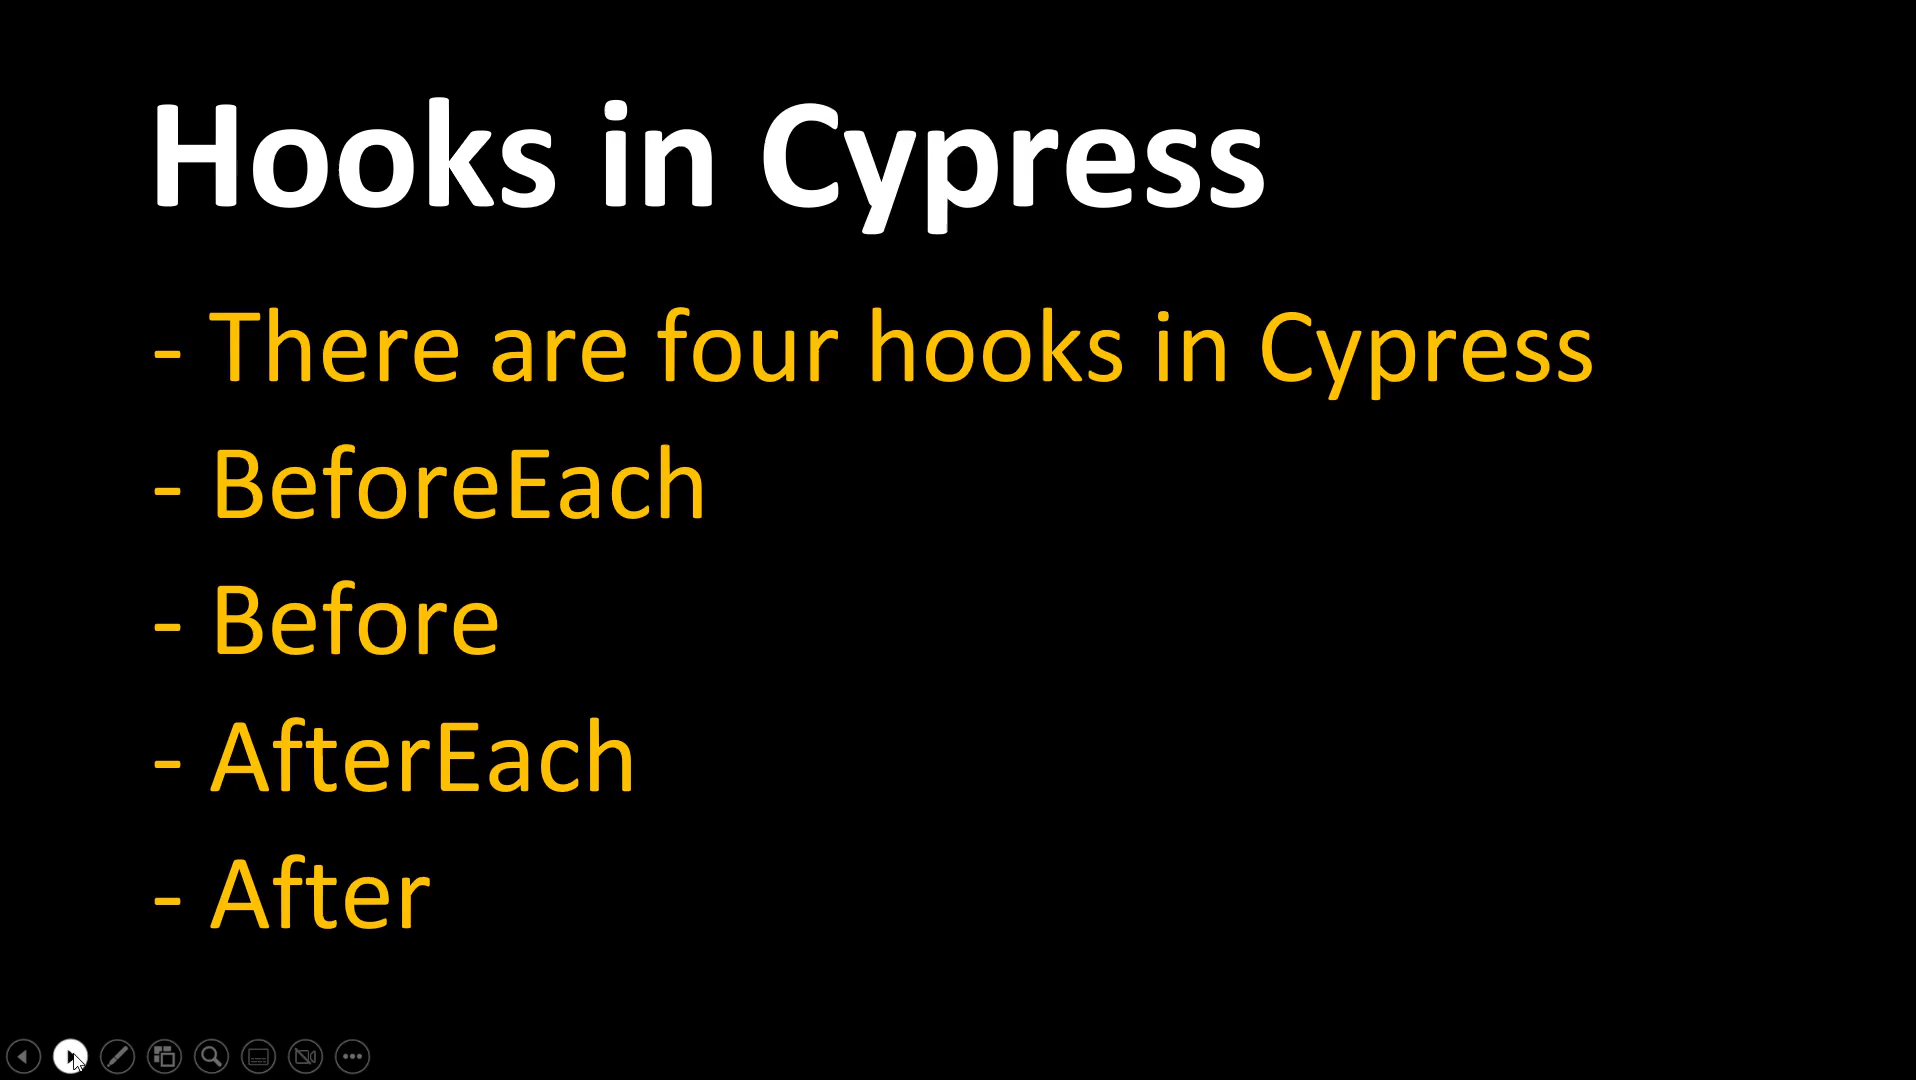 Hooks in Cypress
- There are four hooks in Cypress
- BeforeEach
- Before
- AfterEach
- After